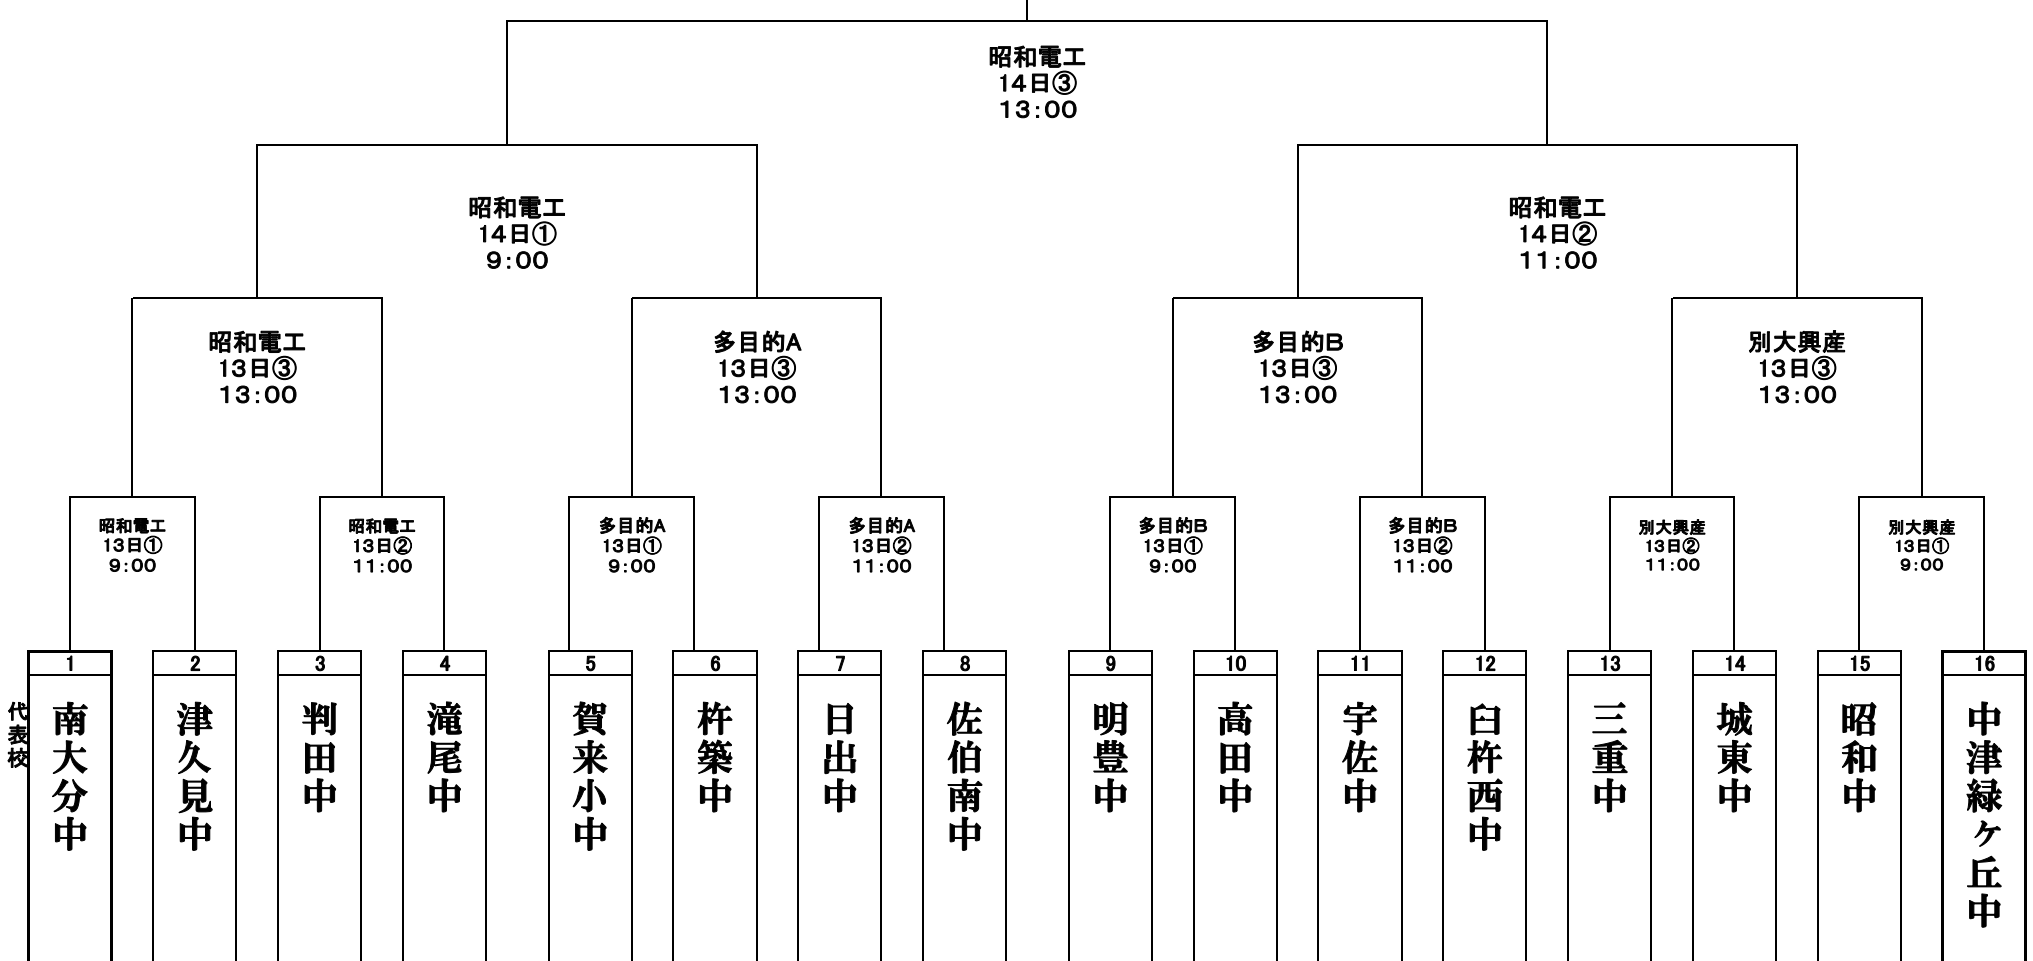 昭和電工
14日③
13:00
昭和電工
14日①
9:00
昭和電工
14日②
11:00
昭和電工
13日③
13:00
多目的A
13日③
13:00
多目的B
13日③
13:00
別大興産
13日③
13:00
昭和電工
13日①
9:00
昭和電工
13日②
11:00
多目的A
13日①
9:00
多目的A
13日②
11:00
多目的B
13日①
9:00
多目的B
13日②
11:00
別大興産
13日②
11:00
別大興産
13日①
9:00
代表校
1
南大分中
2
津久見中
3
判田中
4
滝尾中
5
賀来小中
6
杵築中
7
日出中
8
佐伯南中
9
明豊中
10
高田中
11
宇佐中
12
臼杵西中
13
三重中
14
城東中
15
昭和中
16
中津緑ヶ丘中